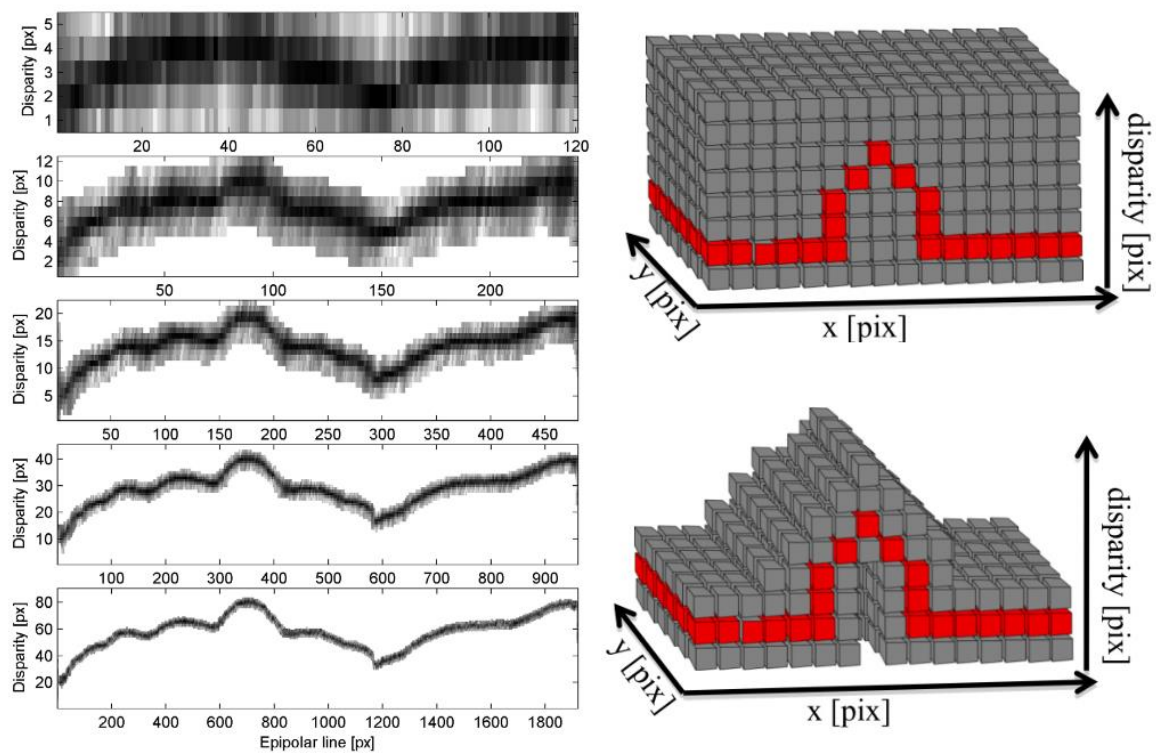 Disparity [px]
5
4
3
2
1
20 40 60 80 100 120
Disparity [px]
12
10
8
6
4
2
50 100 150 200
Disparity [px]
20
15
10
5
50 100 150 200 250 300 350 400 450
Disparity [px]
40
30
20
10
100 200 300 400 500 600 700 800 900
Disparity [px]
80
60
40
20
200 400 600 800 1000 1200 1400 1600 1800
Epipolar line [px]
disparity [pix]
y [pix]
x [pix]
disparity [pix]
y [pix]
x [pix]